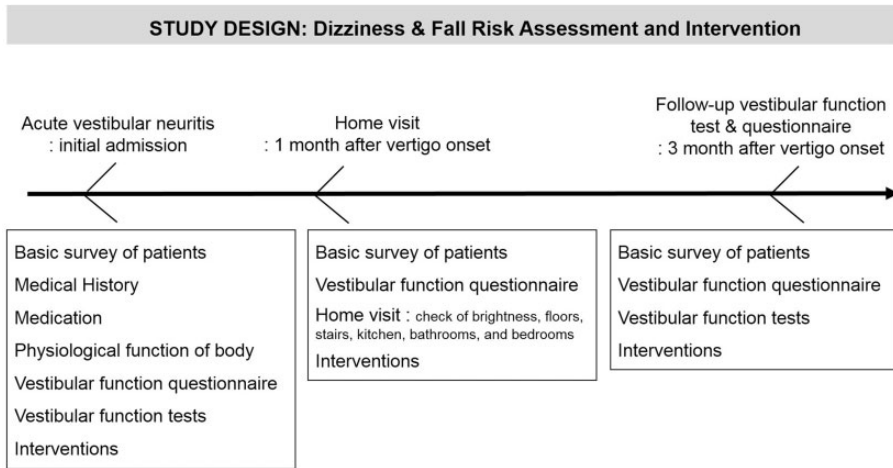 STUDY DESIGN: Dizziness & Fall Risk Assessment and Intervention
Acute vestibular neuritis
: initial admission
Home visit
: 1 month after vertigo onset
Follow-up vestibular function
test & questionnaire
: 3 month after vertigo onset
Basic survey of patients
Medical History
Medication
Physiological function of body
Vestibular function questionnaire
Vestibular function tests
Interventions
Basic survey of patients
Vestibular function questionnaire
Home visit : check of brightness, floors,
stairs, kitchen, bathrooms, and bedrooms
Interventions
Basic survey of patients
Vestibular function questionnaire
Vestibular function tests
Interventions